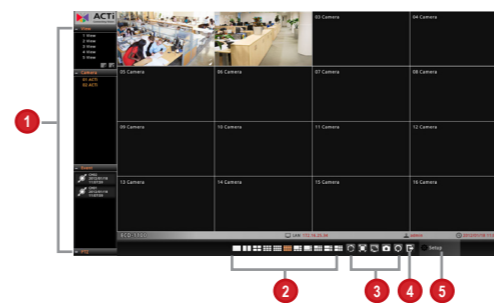 ACTi
View
1 View
2 View
3 View
4 View
5 View
Camera
01 ACTi
02 ACTi
Event
PTZ
03 Camera
04 Camera
05 Camera
06 Camera
07 Camera
08 Camera
09 Camera
10 Camera
11 Camera
12 Camera
13 Camera
14 Camera
15 Camera
16 Camera
admin
Setup
1
2
3
4
5